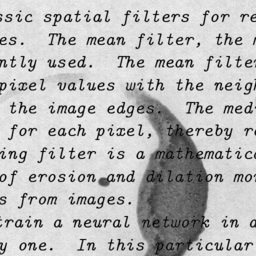 ssic spatial filters for re
es. The mean filter, the m
ntly used. The mean filter
pixel values with the neigh
the image edges. The med
for each pixel, thereby re
ing filter is a mathematica
of erosion and dilation mo
s from images.
train a neural network in a
y one. In this particular